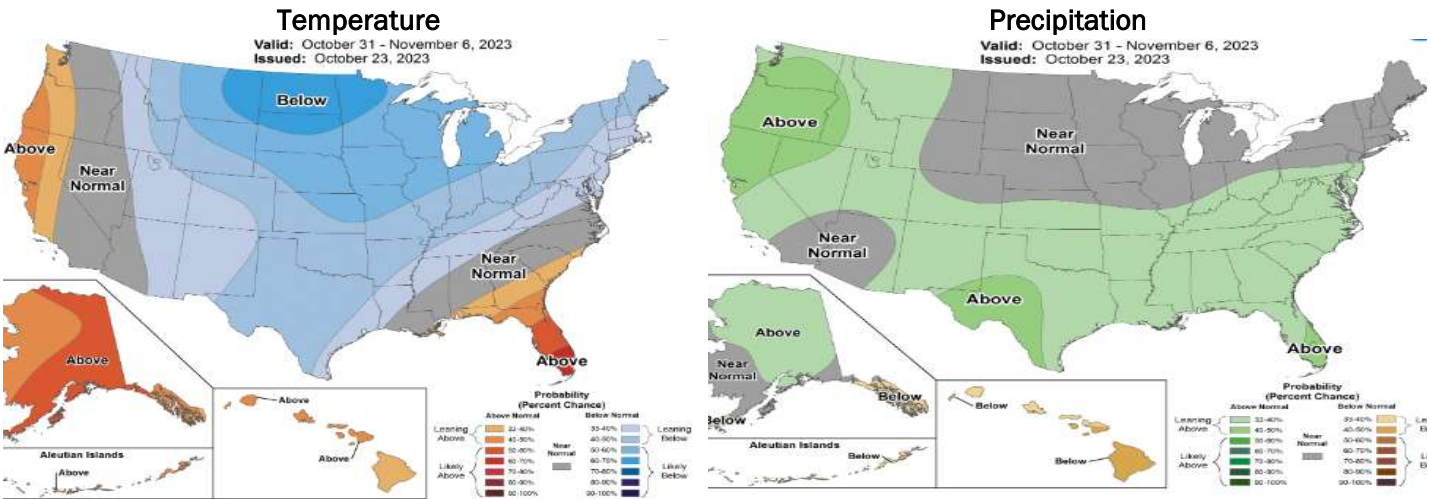 Temperature
Valid: October 31 - November 6, 2023
Issued: October 23, 2023
Below
Above
Near
Normal
Near
Normal
Above
Above
Above
Above
Aleutian Islands
Above
Probability
(Percent Chance)
Above Normal
Below Normal
Leaning
Above
Likely
Above
33-40%
40-50%
50-60%
60-70%
70-80%
80-90%
90-100%
Near
Normal
33-40%
40-50%
50-60%
60-70%
70-80%
80-90%
90-100%
Leaning
Below
Likely
Below
Precipitation
Valid: October 31 - November 6, 2023
Issued: October 23, 2023
Above
Near
Normal
Near
Normal
Above
Above
Above
Near
Normal
Below
Below
Aleutian Islands
Below
Below
Below
Probability
(Percent Chance)
Above Normal
Below Normal
Leaning
Above
Likely
Above
33-40%
40-50%
50-60%
60-70%
70-80%
80-90%
90-100%
Near
Normal
33-40%
40-50%
50-60%
60-70%
70-80%
80-90%
90-100%